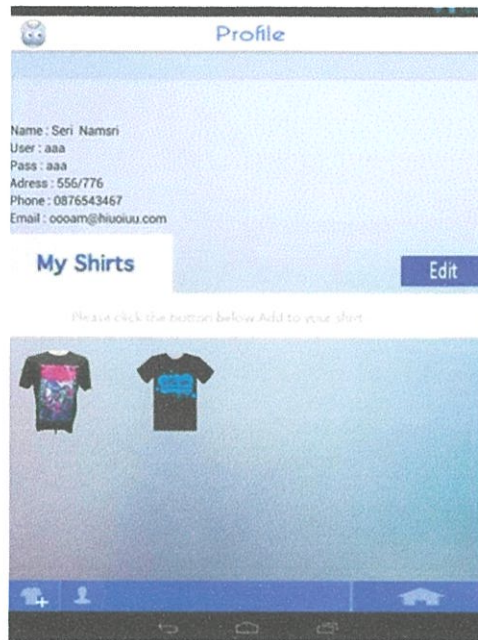 Profile
Name : Seri Namsri
User : aaa
Pass : aaa
Adress : 556/776
Phone : 0876543467
Email : oooam@hiuoiuu.com
My Shirts
Edit
Please click the button below Add to your shirt